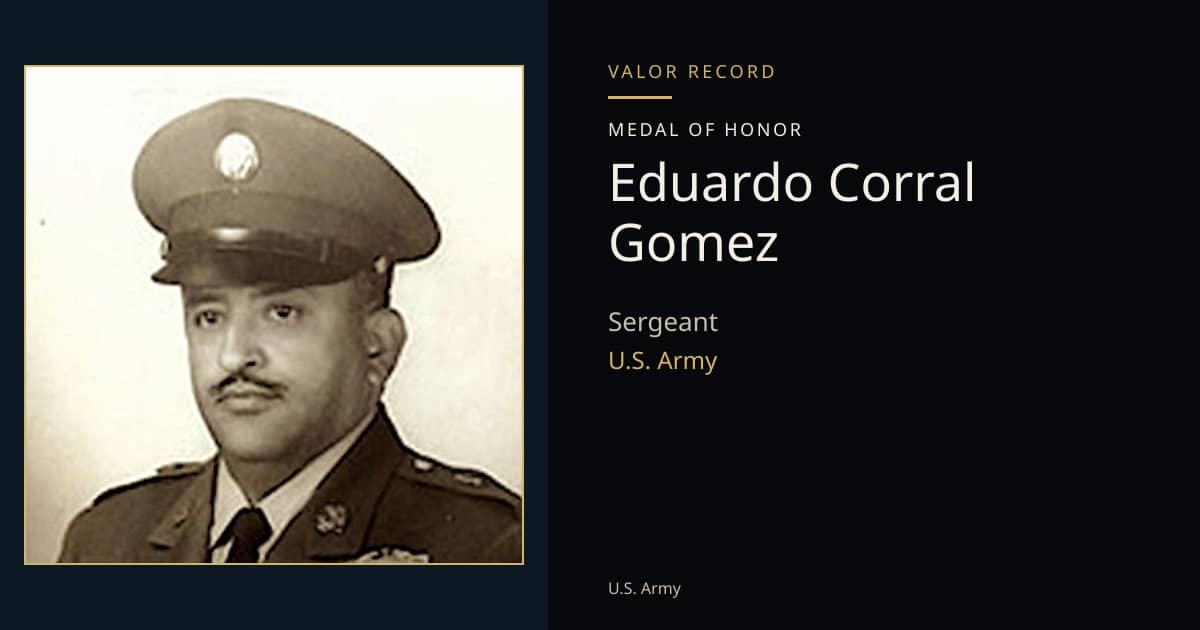 VALOR RECORD
MEDAL OF HONOR
Eduardo Corral
Gomez
Sergeant
U.S. Army
U.S. Army